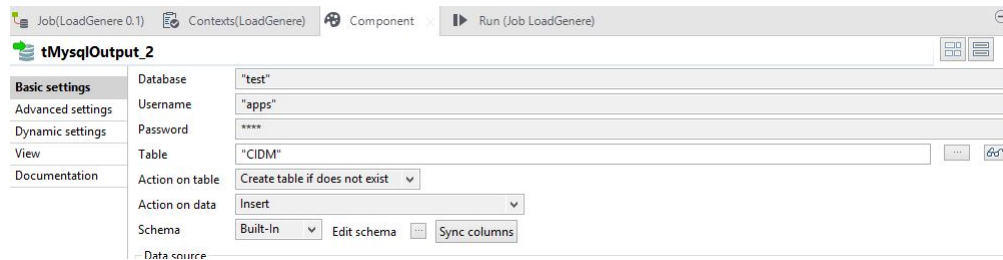 Job(LoadGenere 0.1) Contexts(LoadGenere) Component Run (Job LoadGenere)
tMysqlOutput_2
Basic settings
Advanced settings
Dynamic settings
View
Documentation
Database "test"
Username "apps"
Password ****
Table "CIDM" ...
Action on table Create table if does not exist
Action on data Insert
Schema Built-In Edit schema ... Sync columns
Data source